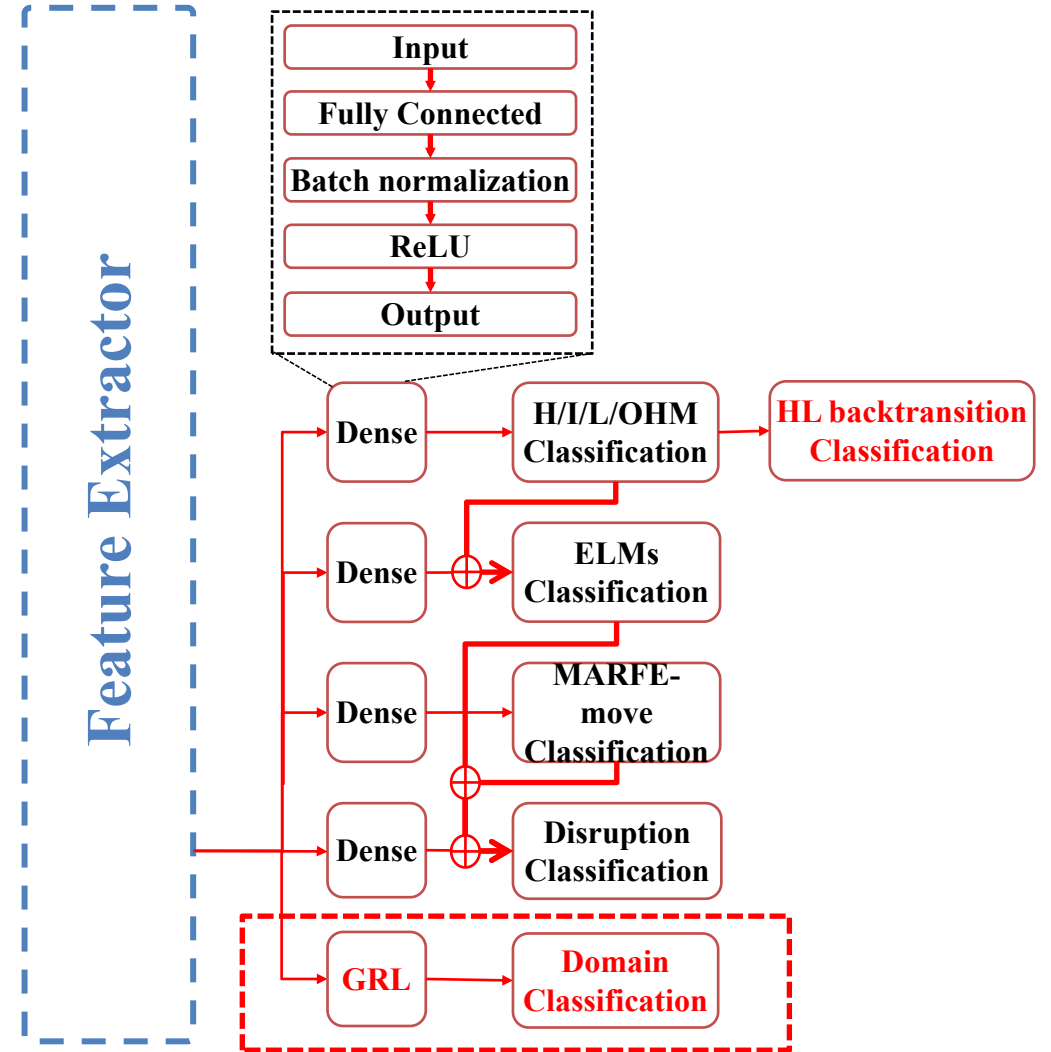 Feature Extractor
Input
Fully Connected
Batch normalization
ReLU
Output
Dense
H/I/L/OHM
Classification
HL backtransition
Classification
Dense
ELMs
Classification
Dense
MARFE-
move
Classification
Dense
Disruption
Classification
GRL
Domain
Classification